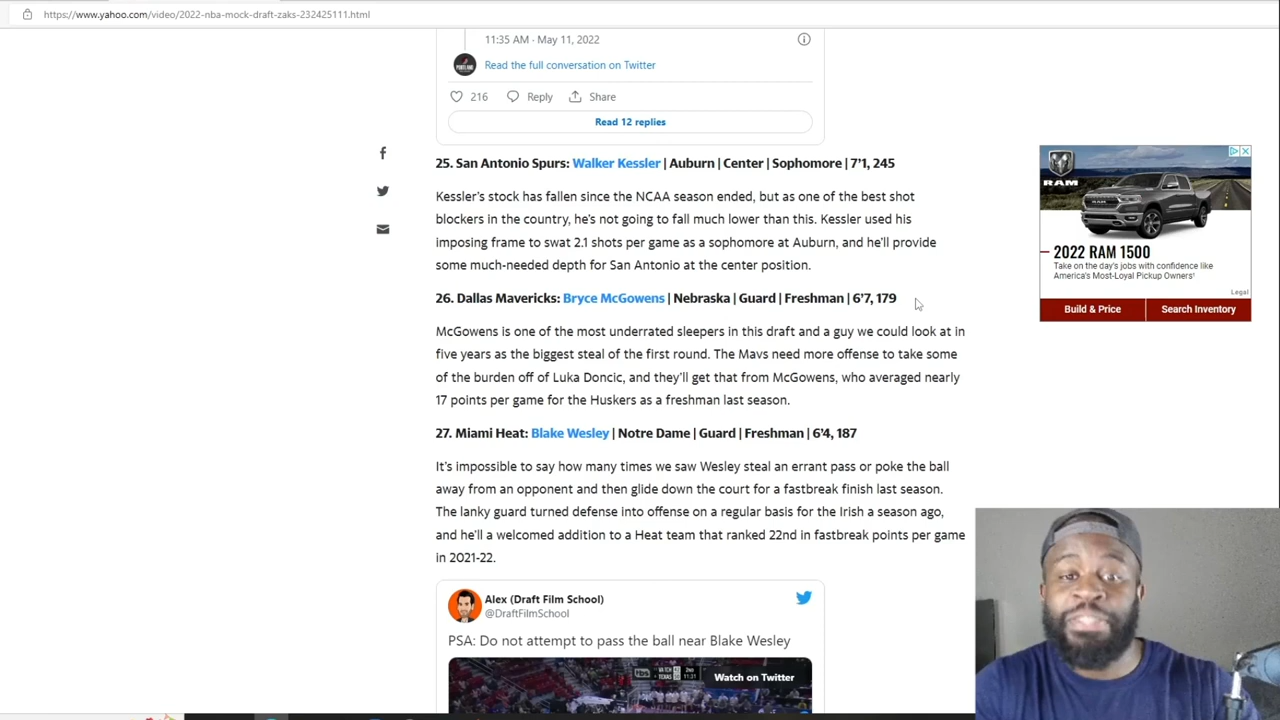 https://www.yahoo.com/video/2022-nba-mock-draft-zaks-232425111.html
11:35 AM · May 11, 2022
Read the full conversation on Twitter
216 Reply Share
Read 12 replies
25. San Antonio Spurs: Walker Kessler | Auburn | Center | Sophomore | 7'1, 245
Kessler's stock has fallen since the NCAA season ended, but as one of the best shot
blockers in the country, he's not going to fall much lower than this. Kessler used his
imposing frame to swat 2.1 shots per game as a sophomore at Auburn, and he'll provide
some much-needed depth for San Antonio at the center position.
26. Dallas Mavericks: Bryce McGowens | Nebraska | Guard | Freshman | 6'7, 179
McGowens is one of the most underrated sleepers in this draft and a guy we could look at in
five years as the biggest steal of the first round. The Mavs need more offense to take some
of the burden off of Luka Doncic, and they'll get that from McGowens, who averaged nearly
17 points per game for the Huskers as a freshman last season.
27. Miami Heat: Blake Wesley | Notre Dame | Guard | Freshman | 6'4, 187
It's impossible to say how many times we saw Wesley steal an errant pass or poke the ball
away from an opponent and then glide down the court for a fastbreak finish last season.
The lanky guard turned defense into offense on a regular basis for the Irish a season ago,
and he'll a welcomed addition to a Heat team that ranked 22nd in fastbreak points per game
in 2021-22.
Alex (Draft Film School)
@DraftFilmSchool
PSA: Do not attempt to pass the ball near Blake Wesley
Watch on Twitter
RAM
2022 RAM 1500
Take on the day's jobs with confidence like
America's Most-Loyal Pickup Owners¹
Legal
Build & Price Search Inventory